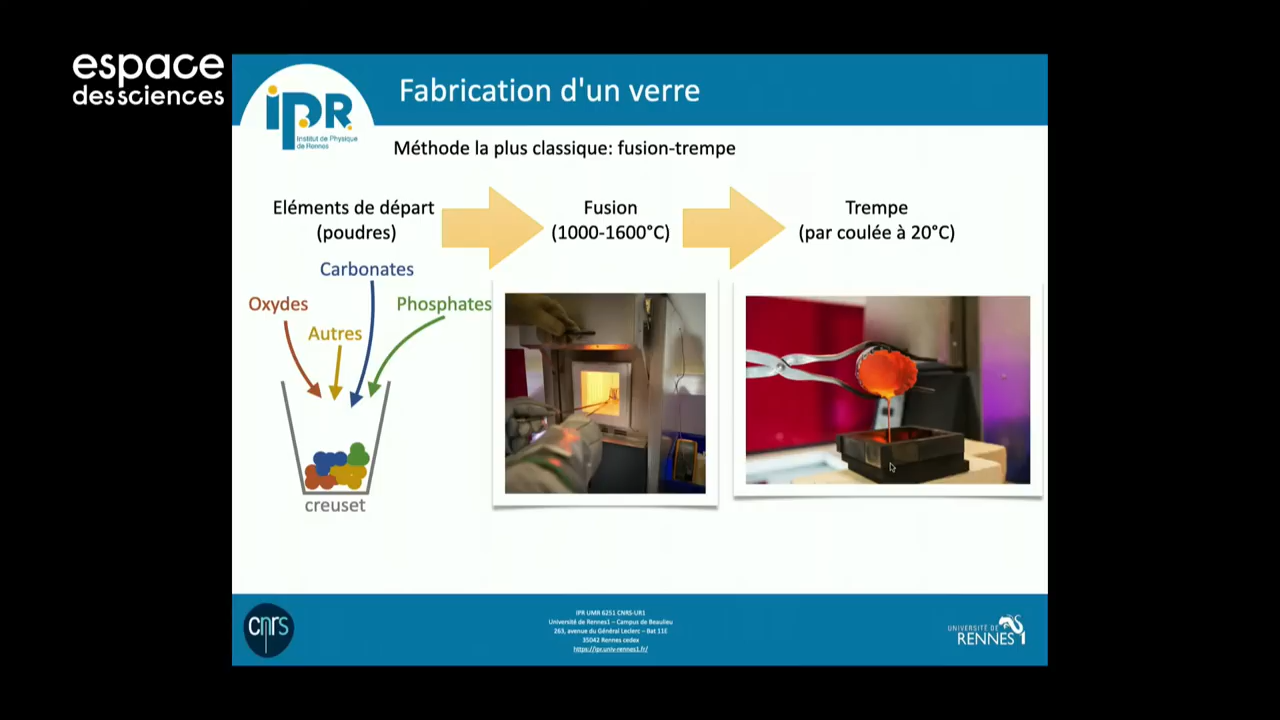 espace
des sciences
iPR
Institut de Physique
de Rennes
Fabrication d'un verre
Méthode la plus classique: fusion-trempe
Eléments de départ
(poudres)
Fusion
(1000-1600°C)
Trempe
(par coulée à 20°C)
Carbonates
Oxydes
Phosphates
Autres
creuset
cnrs
IPR UMR 6251 CNRS-UR1
Université de Rennes1 – Campus de Beaulieu
263, avenue du Général Leclerc – Bat 11E
35042 Rennes cedex
https://ipr.univ-rennes1.fr/
UNIVERSITÉ DE
RENNES 1